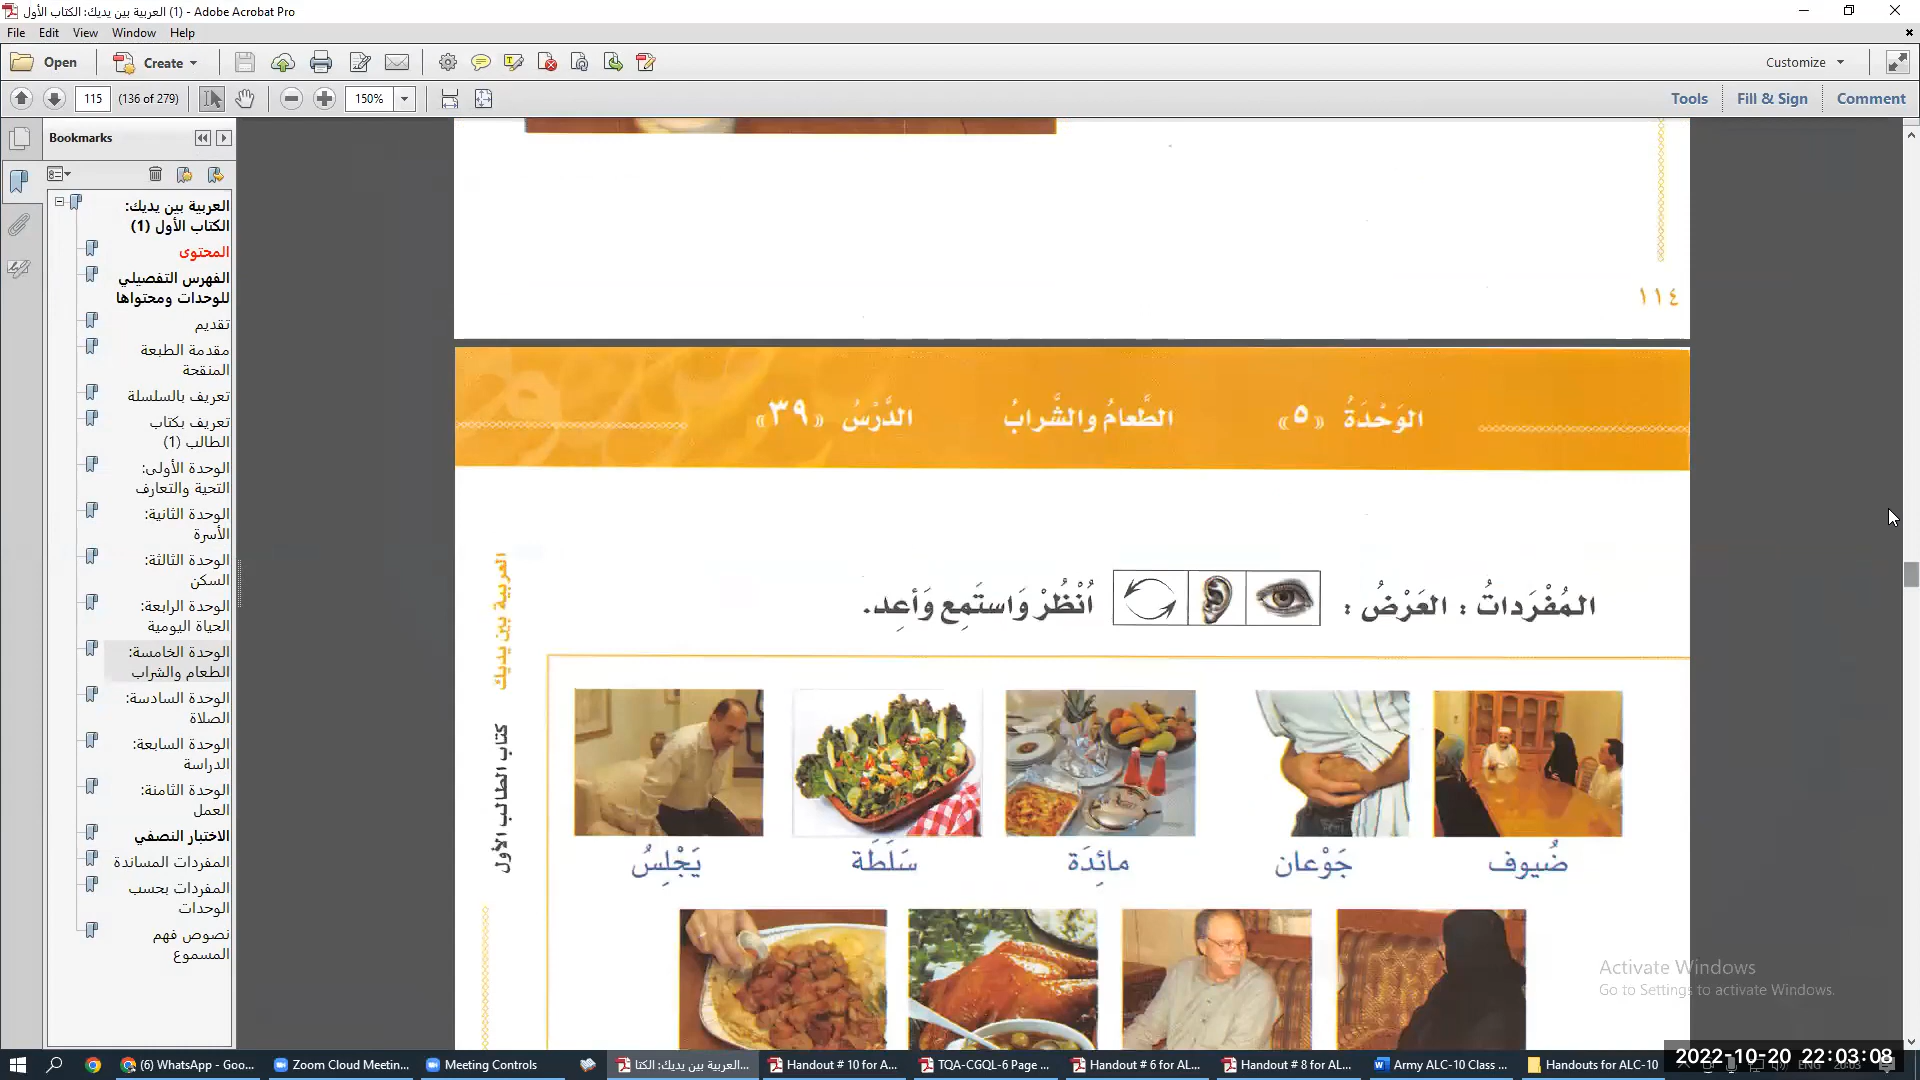 العربية بين يديك: الكتاب الأول (1) - Adobe Acrobat Pro
File Edit View Window Help
Open Create Customize
115 (136 of 279) 150% Tools Fill & Sign Comment
Bookmarks
العربية بين يديك:
الكتاب الأول (1)
المحتوى
الفهرس التفصيلي
للوحدات ومحتواها
تقديم
مقدمة الطبعة
المنقحة
تعريف بالسلسلة
تعريف بكتاب
الطالب (1)
الوحدة الأولى:
التحية والتعارف
الوحدة الثانية:
الأسرة
الوحدة الثالثة:
السكن
الوحدة الرابعة:
الحياة اليومية
الوحدة الخامسة:
الطعام والشراب
الوحدة السادسة:
الصلاة
الوحدة السابعة:
الدراسة
الوحدة الثامنة:
العمل
الاختبار النصفي
المفردات المساندة
المفردات بحسب
الوحدات
نصوص فهم
المسموع
١١٤
الوَحْدَةُ «٥» الطَّعامُ والشَّرابُ الدَّرْسُ «٣٩»
المُفْرَداتُ : العَرْضُ : اُنْظُرْ وَاستَمِع وَأعِد.
العربية بين يديك
كتاب الطالب الأول
ضُيوف جَوْعان مائِدَة سَلَطَة يَجْلِسُ
Activate Windows
Go to Settings to activate Windows.
(6) WhatsApp - Goo... Zoom Cloud Meetin... Meeting Controls العربية بين يديك: الكتا... Handout # 10 for A... TQA-CGQL-6 Page ... Handout # 6 for AL... Handout # 8 for AL... Army ALC-10 Class ... Handouts for ALC-10
2022-10-20 22:03:08